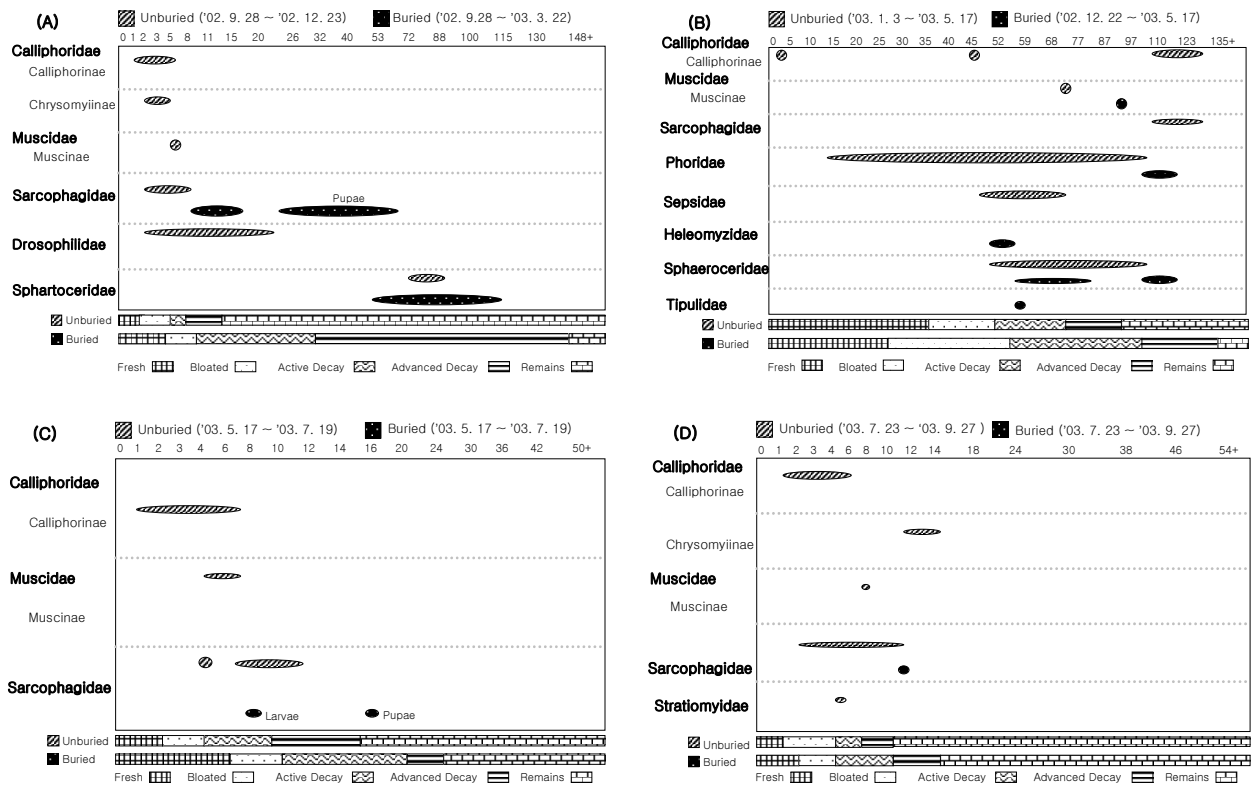 (A)
Unburied ('02. 9. 28 ~ '02. 12. 23) Buried ('02. 9.28 ~ '03. 3. 22)
0 1 2 3 5 8 11 15 20 26 32 40 53 72 88 100 115 130 148+
Calliphoridae
Calliphorinae
Chrysomyiinae
Muscidae
Muscinae
Sarcophagidae
Pupae
Drosophilidae
Sphartoceridae
Unburied
Buried
Fresh Bloated Active Decay Advanced Decay Remains
(B)
Unburied ('03. 1. 3 ~ '03. 5. 17) Buried ('02. 12. 22 ~ '03. 5. 17)
0 5 10 15 20 25 30 35 40 45 52 59 68 77 87 97 110 123 135+
Calliphoridae
Calliphorinae
Muscidae
Muscinae
Sarcophagidae
Phoridae
Sepsidae
Heleomyzidae
Sphaeroceridae
Tipulidae
Unburied
Buried
Fresh Bloated Active Decay Advanced Decay Remains
(C)
Unburied ('03. 5. 17 ~ '03. 7. 19) Buried ('03. 5. 17 ~ '03. 7. 19)
0 1 2 3 4 6 8 10 12 14 16 20 24 30 36 42 50+
Calliphoridae
Calliphorinae
Muscidae
Muscinae
Sarcophagidae
Larvae Pupae
Unburied
Buried
Fresh Bloated Active Decay Advanced Decay Remains
(D)
Unburied ('03. 7. 23 ~ '03. 9. 27 ) Buried ('03. 7. 23 ~ '03. 9. 27)
0 1 2 3 4 6 8 10 12 14 18 24 30 38 46 54+
Calliphoridae
Calliphorinae
Chrysomyiinae
Muscidae
Muscinae
Sarcophagidae
Stratiomyidae
Unburied
Buried
Fresh Bloated Active Decay Advanced Decay Remains